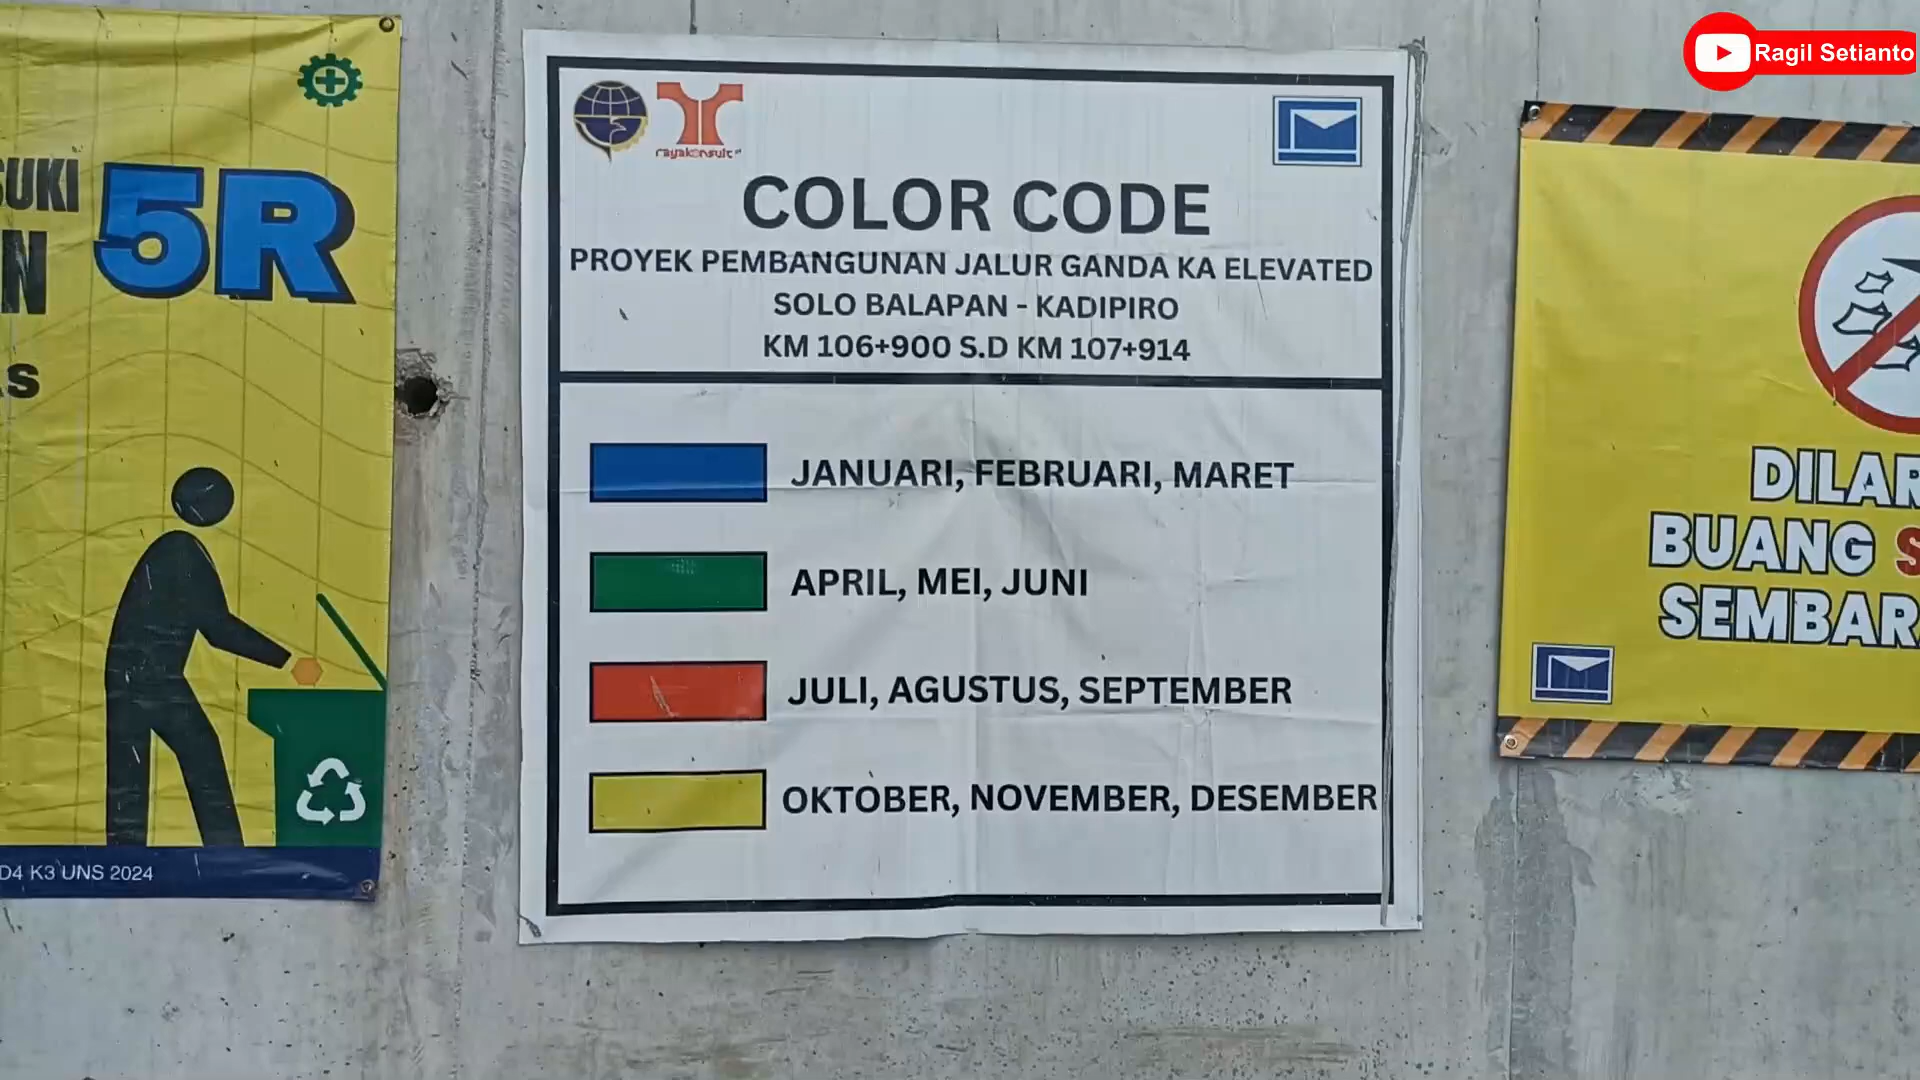 5R
D4 K3 UNS 2024
rayakonsult
COLOR CODE
PROYEK PEMBANGUNAN JALUR GANDA KA ELEVATED
SOLO BALAPAN - KADIPIRO
KM 106+900 S.D KM 107+914
JANUARI, FEBRUARI, MARET
APRIL, MEI, JUNI
JULI, AGUSTUS, SEPTEMBER
OKTOBER, NOVEMBER, DESEMBER
Ragil Setianto
BUANG